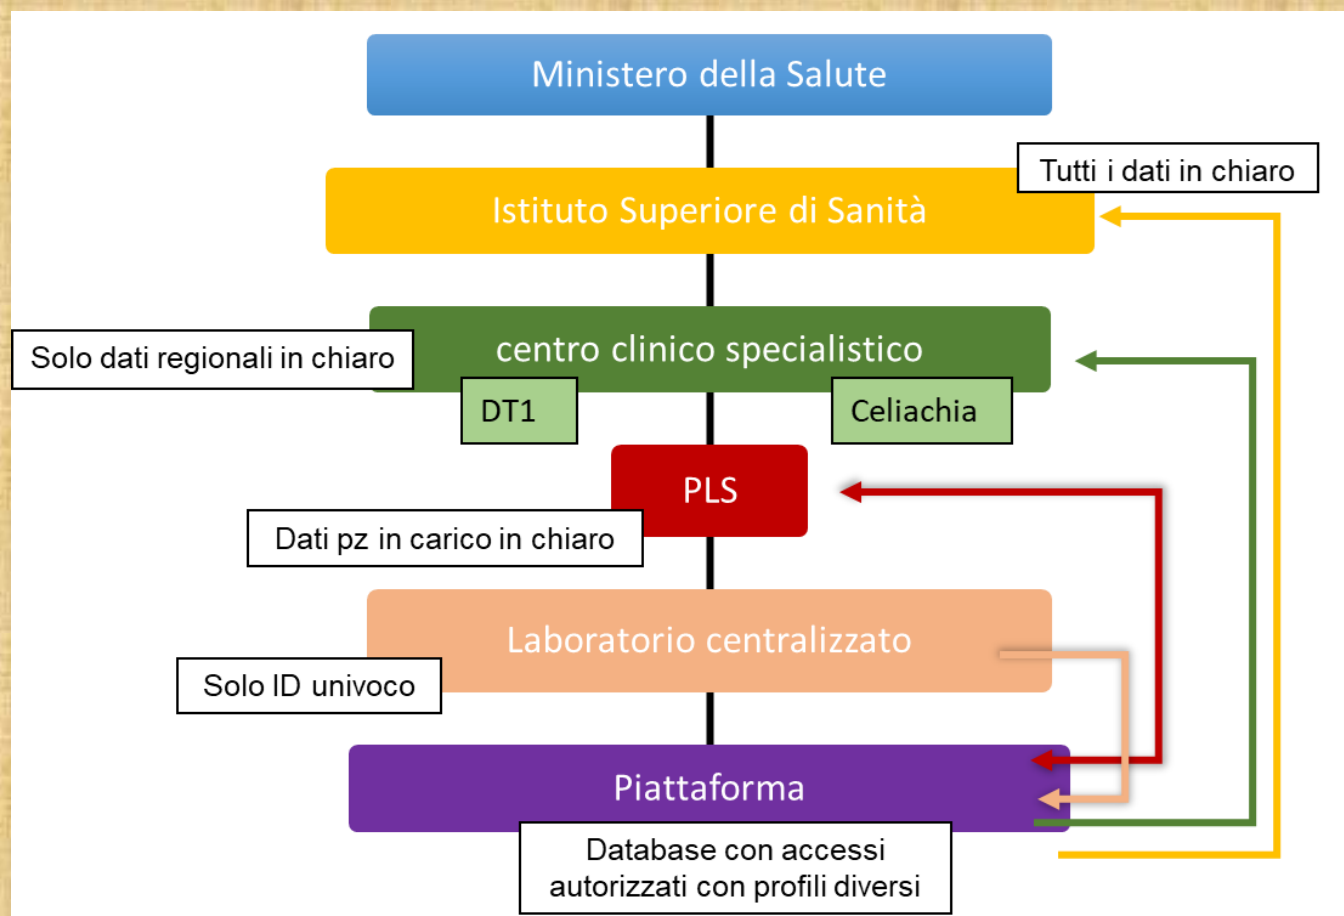 Ministero della Salute
Tutti i dati in chiaro
Istituto Superiore di Sanità
centro clinico specialistico
Solo dati regionali in chiaro
DT1
Celiachia
PLS
Dati pz in carico in chiaro
Laboratorio centralizzato
Solo ID univoco
Piattaforma
Database con accessi
autorizzati con profili diversi